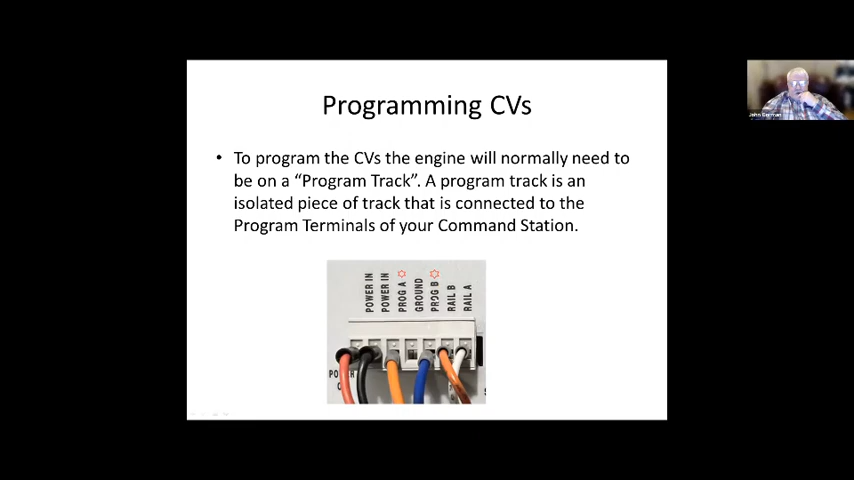 Programming CVs
• To program the CVs the engine will normally need to
be on a “Program Track”. A program track is an
isolated piece of track that is connected to the
Program Terminals of your Command Station.
POWER IN
POWER IN
PROG A
GROUND
PROG B
RAIL B
RAIL A
John Gorman